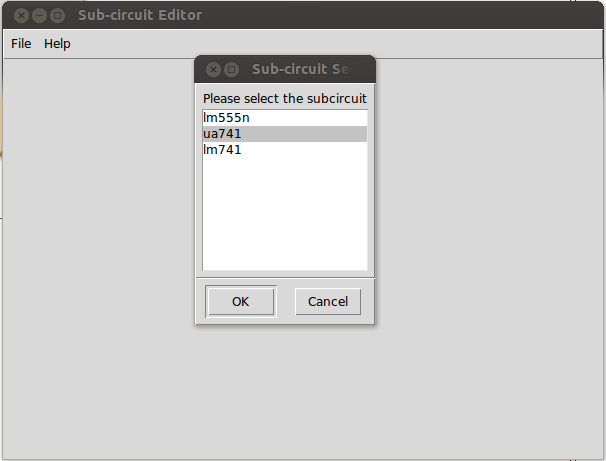 Sub-circuit Editor
File Help
Sub-circuit Se
Please select the subcircuit
lm555n
ua741
lm741
OK Cancel